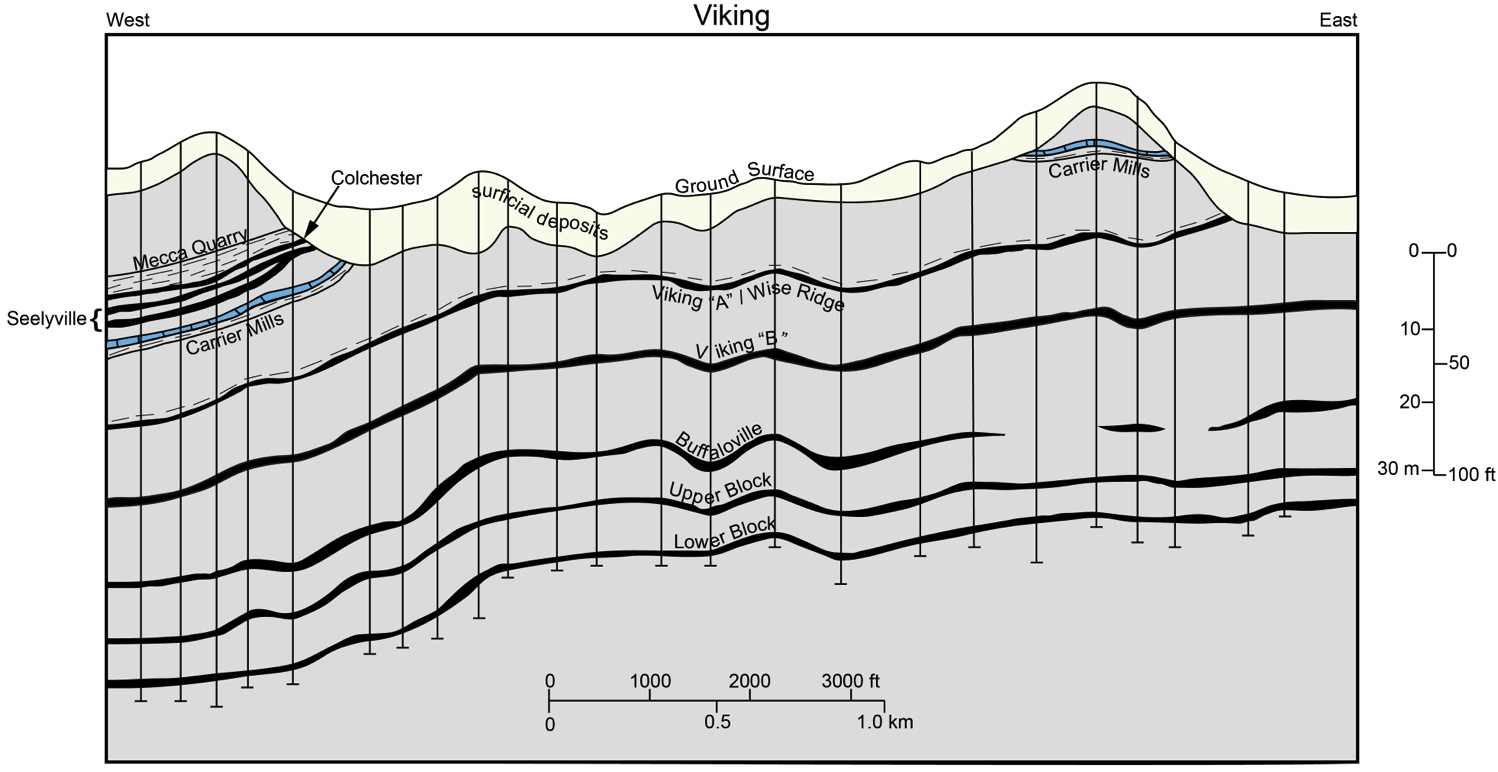 Viking
West
East
Colchester
Ground Surface
surficial deposits
Carrier Mills
Mecca Quarry
Seelyville {
Carrier Mills
Viking "A" / Wise Ridge
Viking "B"
Buffaloville
Upper Block
Lower Block
0 0
10
50
20
30 m 100 ft
0 1000 2000 3000 ft
0 0.5 1.0 km